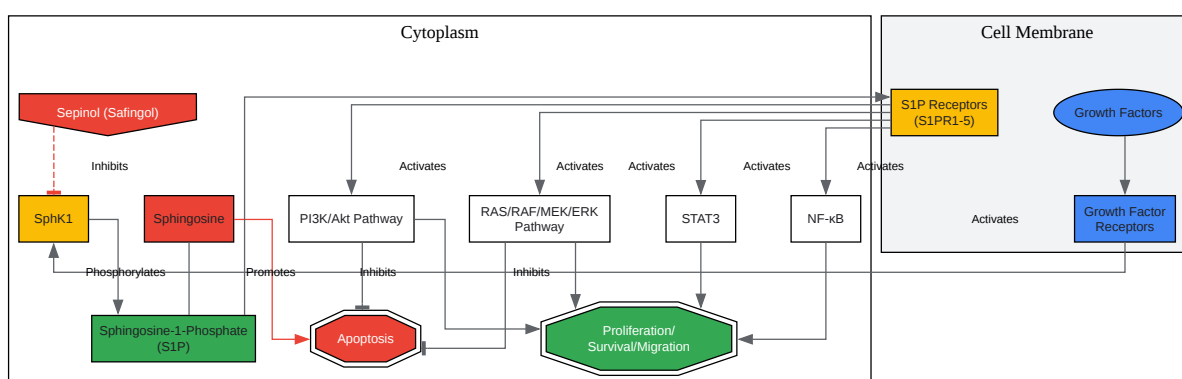 Cytoplasm
Cell Membrane
Sepinol (Safingol)
S1P Receptors
(S1PR1-5)
Growth Factors
Inhibits
Activates
Activates
Activates
Activates
Activates
SphK1
Sphingosine
PI3K/Akt Pathway
RAS/RAF/MEK/ERK
Pathway
STAT3
NF-κB
Activates
Growth Factor
Receptors
Phosphorylates
Promotes
Inhibits
Inhibits
Sphingosine-1-Phosphate
(S1P)
Apoptosis
Proliferation/
Survival/Migration